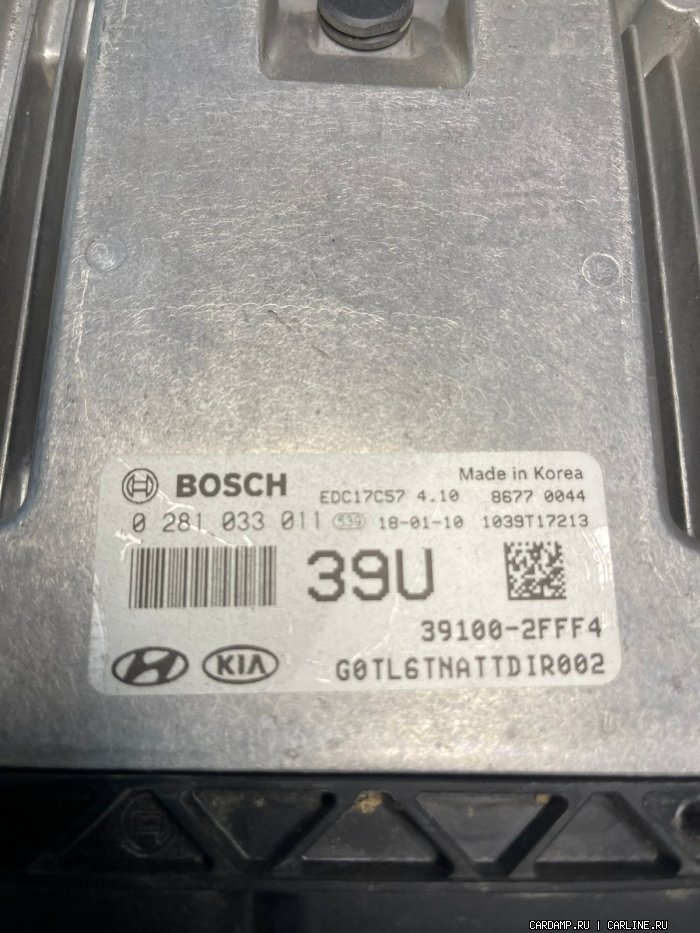 BOSCH
Made in Korea
EDC17C57 4.10 8677 0044
0 281 033 011 539 18-01-10 1039T17213
39U
39100-2FFF4
KIA
G0TL6TNATTDIR002
CARDAMP.RU | CARLINE.RU